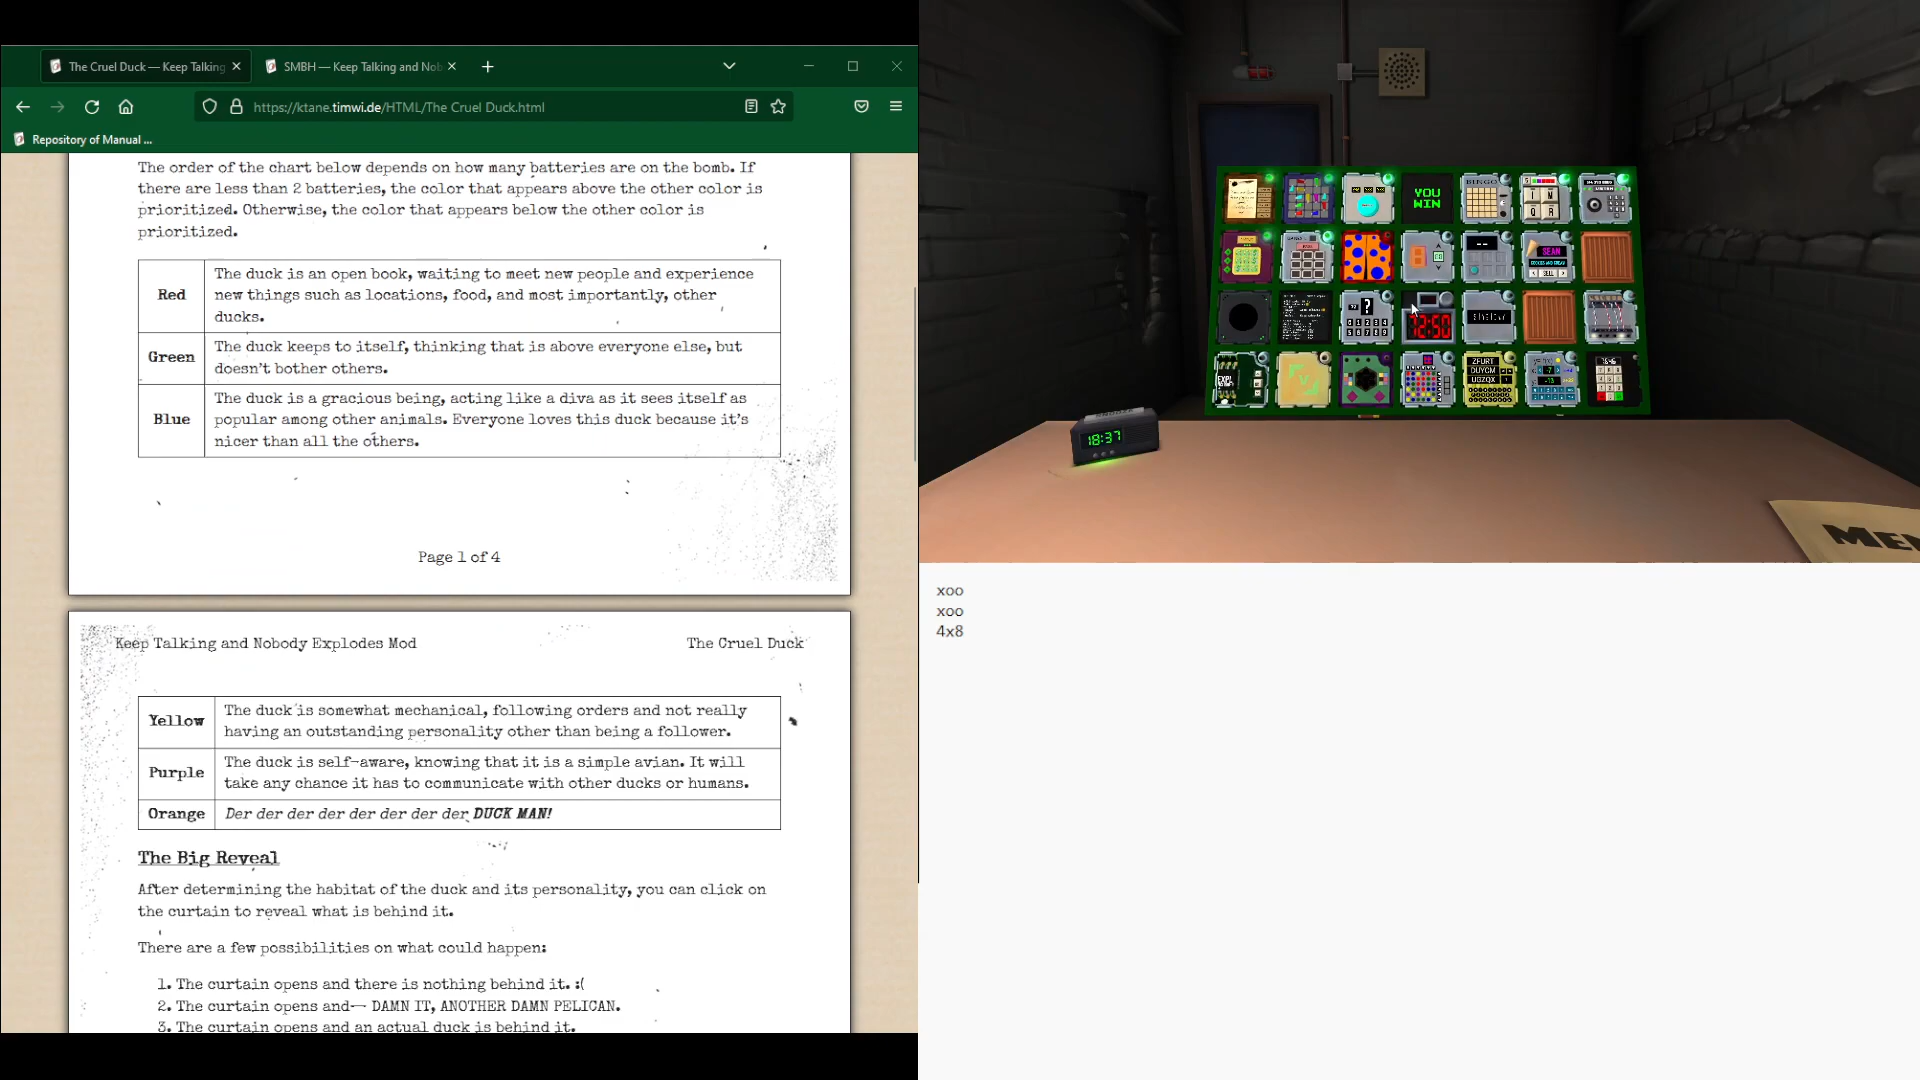 The Cruel Duck — Keep Talking
SMBH — Keep Talking and Nob
https://ktane.timwi.de/HTML/The Cruel Duck.html
Repository of Manual ...
The order of the chart below depends on how many batteries are on the bomb. If
there are less than 2 batteries, the color that appears above the other color is
prioritized. Otherwise, the color that appears below the other color is
prioritized.
Red
The duck is an open book, waiting to meet new people and experience
new things such as locations, food, and most importantly, other
ducks.
Green
The duck keeps to itself, thinking that is above everyone else, but
doesn't bother others.
Blue
The duck is a gracious being, acting like a diva as it sees itself as
popular among other animals. Everyone loves this duck because it's
nicer than all the others.
Page 1 of 4
Keep Talking and Nobody Explodes Mod
The Cruel Duck
Yellow
The duck is somewhat mechanical, following orders and not really
having an outstanding personality other than being a follower.
Purple
The duck is self-aware, knowing that it is a simple avian. It will
take any chance it has to communicate with other ducks or humans.
Orange
Der der der der der der der der DUCK MAN!
The Big Reveal
After determining the habitat of the duck and its personality, you can click on
the curtain to reveal what is behind it.
There are a few possibilities on what could happen:
1. The curtain opens and there is nothing behind it. :(
2. The curtain opens and— DAMN IT, ANOTHER DAMN PELICAN.
3. The curtain opens and an actual duck is behind it.
YOU
WIN
BINGO
T N
Q R
SEAN
SELL
?
12:50
ZFURT
DUYCM
UGZQX
-7
-13
18:37
xoo
xoo
4x8